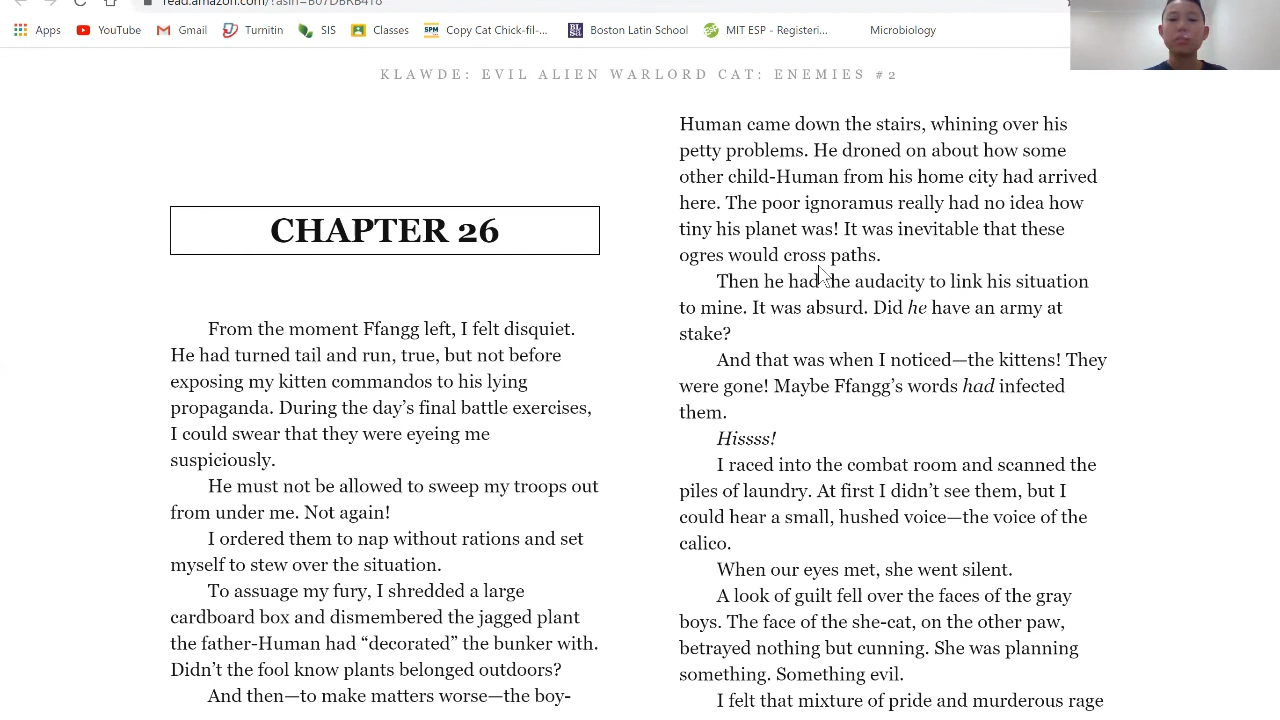 read.amazon.com/?asin=B07DBRB418
Apps YouTube Gmail Turnitin SIS Classes Copy Cat Chick-fil-... Boston Latin School MIT ESP - Registeri... Microbiology
KLAWDE: EVIL ALIEN WARLORD CAT: ENEMIES #2
CHAPTER 26
From the moment Ffangg left, I felt disquiet.
He had turned tail and run, true, but not before
exposing my kitten commandos to his lying
propaganda. During the day’s final battle exercises,
I could swear that they were eyeing me
suspiciously.
He must not be allowed to sweep my troops out
from under me. Not again!
I ordered them to nap without rations and set
myself to stew over the situation.
To assuage my fury, I shredded a large
cardboard box and dismembered the jagged plant
the father-Human had “decorated” the bunker with.
Didn’t the fool know plants belonged outdoors?
And then—to make matters worse—the boy-
Human came down the stairs, whining over his
petty problems. He droned on about how some
other child-Human from his home city had arrived
here. The poor ignoramus really had no idea how
tiny his planet was! It was inevitable that these
ogres would cross paths.
Then he had the audacity to link his situation
to mine. It was absurd. Did he have an army at
stake?
And that was when I noticed—the kittens! They
were gone! Maybe Ffangg’s words had infected
them.
Hissss!
I raced into the combat room and scanned the
piles of laundry. At first I didn’t see them, but I
could hear a small, hushed voice—the voice of the
calico.
When our eyes met, she went silent.
A look of guilt fell over the faces of the gray
boys. The face of the she-cat, on the other paw,
betrayed nothing but cunning. She was planning
something. Something evil.
I felt that mixture of pride and murderous rage